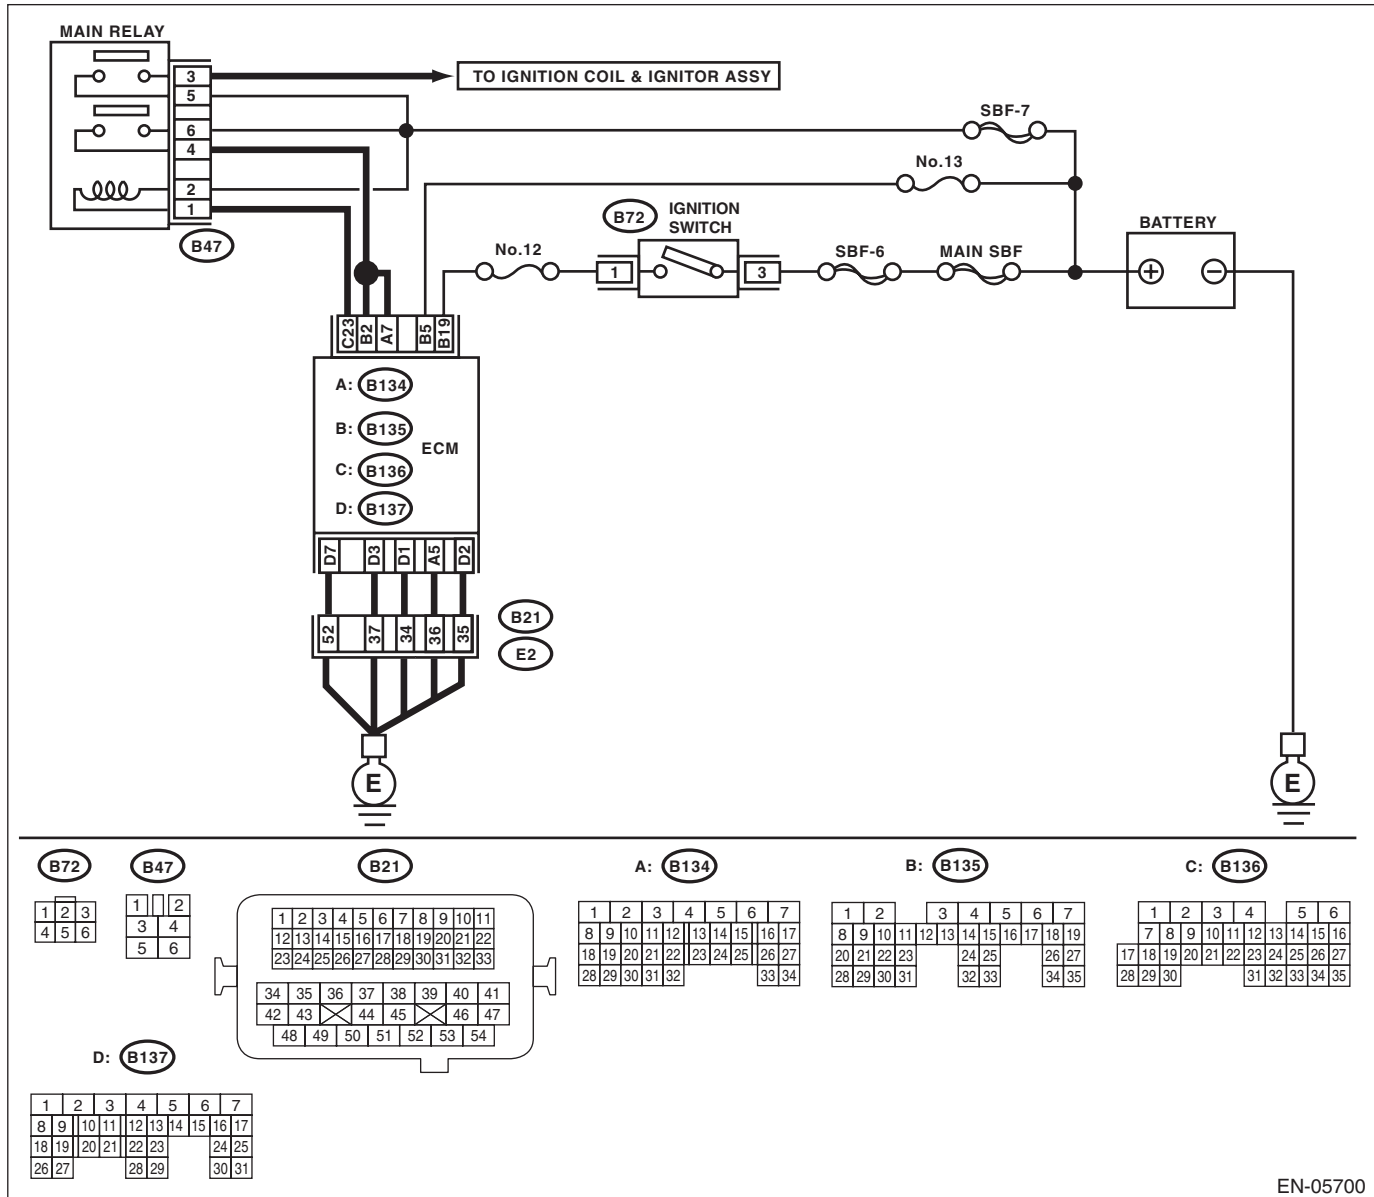 MAIN RELAY
3
5
6
4
2
1
B47
TO IGNITION COIL & IGNITOR ASSY
SBF-7
No.13
B72
IGNITION
SWITCH
No.12
1
3
SBF-6
MAIN SBF
BATTERY
+
−
C23
B2
A7
B5
B19
A: B134
B: B135
C: B136
D: B137
ECM
D7
D3
D1
A5
D2
52
37
34
36
35
B21
E2
E
E
B72
1 2 3
4 5 6
B47
1 2
3 4
5 6
B21
1 2 3 4 5 6 7 8 9 10 11
12 13 14 15 16 17 18 19 20 21 22
23 24 25 26 27 28 29 30 31 32 33
34 35 36 37 38 39 40 41
42 43 44 45 46 47
48 49 50 51 52 53 54
A: B134
1 2 3 4 5 6 7
8 9 10 11 12 13 14 15 16 17
18 19 20 21 22 23 24 25 26 27
28 29 30 31 32 33 34
B: B135
1 2 3 4 5 6 7
8 9 10 11 12 13 14 15 16 17 18 19
20 21 22 23 24 25 26 27
28 29 30 31 32 33 34 35
C: B136
1 2 3 4 5 6
7 8 9 10 11 12 13 14 15 16
17 18 19 20 21 22 23 24 25 26 27
28 29 30 31 32 33 34 35
D: B137
1 2 3 4 5 6 7
8 9 10 11 12 13 14 15 16 17
18 19 20 21 22 23 24 25
26 27 28 29 30 31
EN-05700